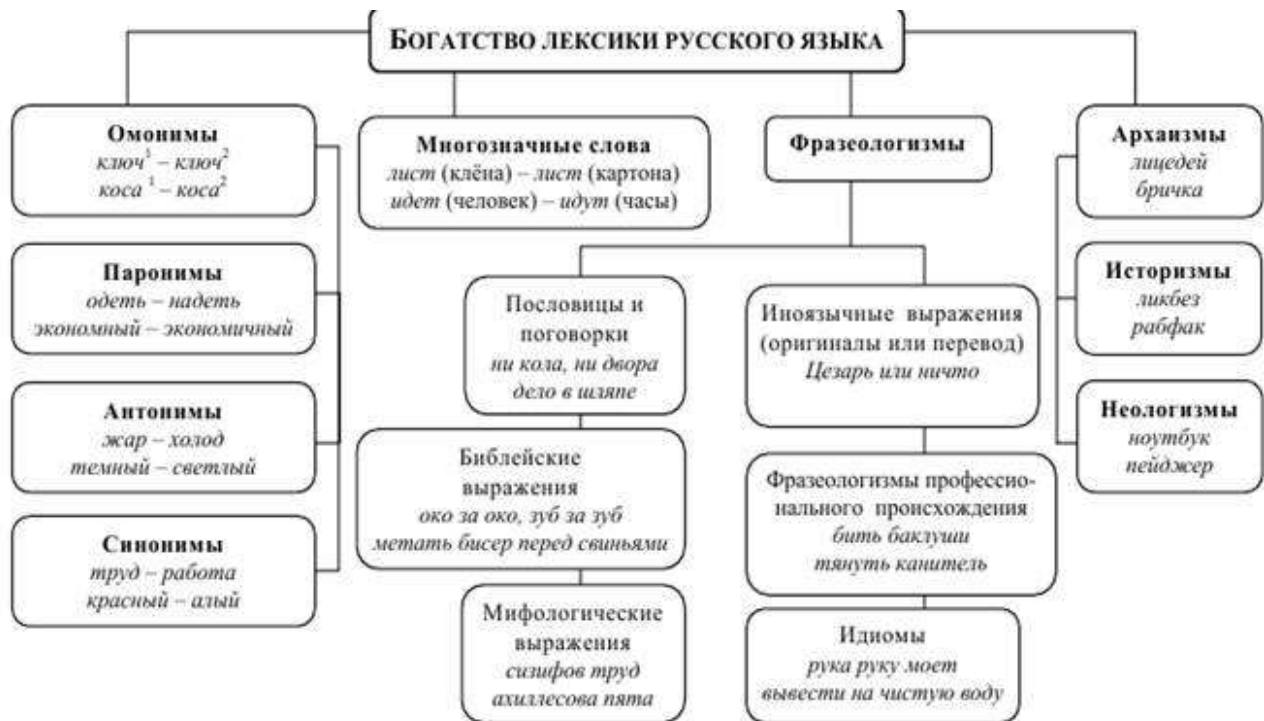 БОГАТСТВО ЛЕКСИКИ РУССКОГО ЯЗЫКА
Омонимы
ключ¹ – ключ²
коса ¹ – коса²
Паронимы
одеть – надеть
экономный – экономичный
Антонимы
жар – холод
темный – светлый
Синонимы
труд – работа
красный – алый
Многозначные слова
лист (клёна) – лист (картона)
идет (человек) – идут (часы)
Фразеологизмы
Пословицы и
поговорки
ни кола, ни двора
дело в шляпе
Библейские
выражения
око за око, зуб за зуб
метать бисер перед свиньями
Мифологические
выражения
сизифов труд
ахиллесова пята
Иноязычные выражения
(оригиналы или перевод)
Цезарь или ничто
Фразеологизмы профессио-
нального происхождения
бить баклуши
тянуть канитель
Идиомы
рука руку моет
вывести на чистую воду
Архаизмы
лицедей
бричка
Историзмы
ликбез
рабфак
Неологизмы
ноутбук
пейджер